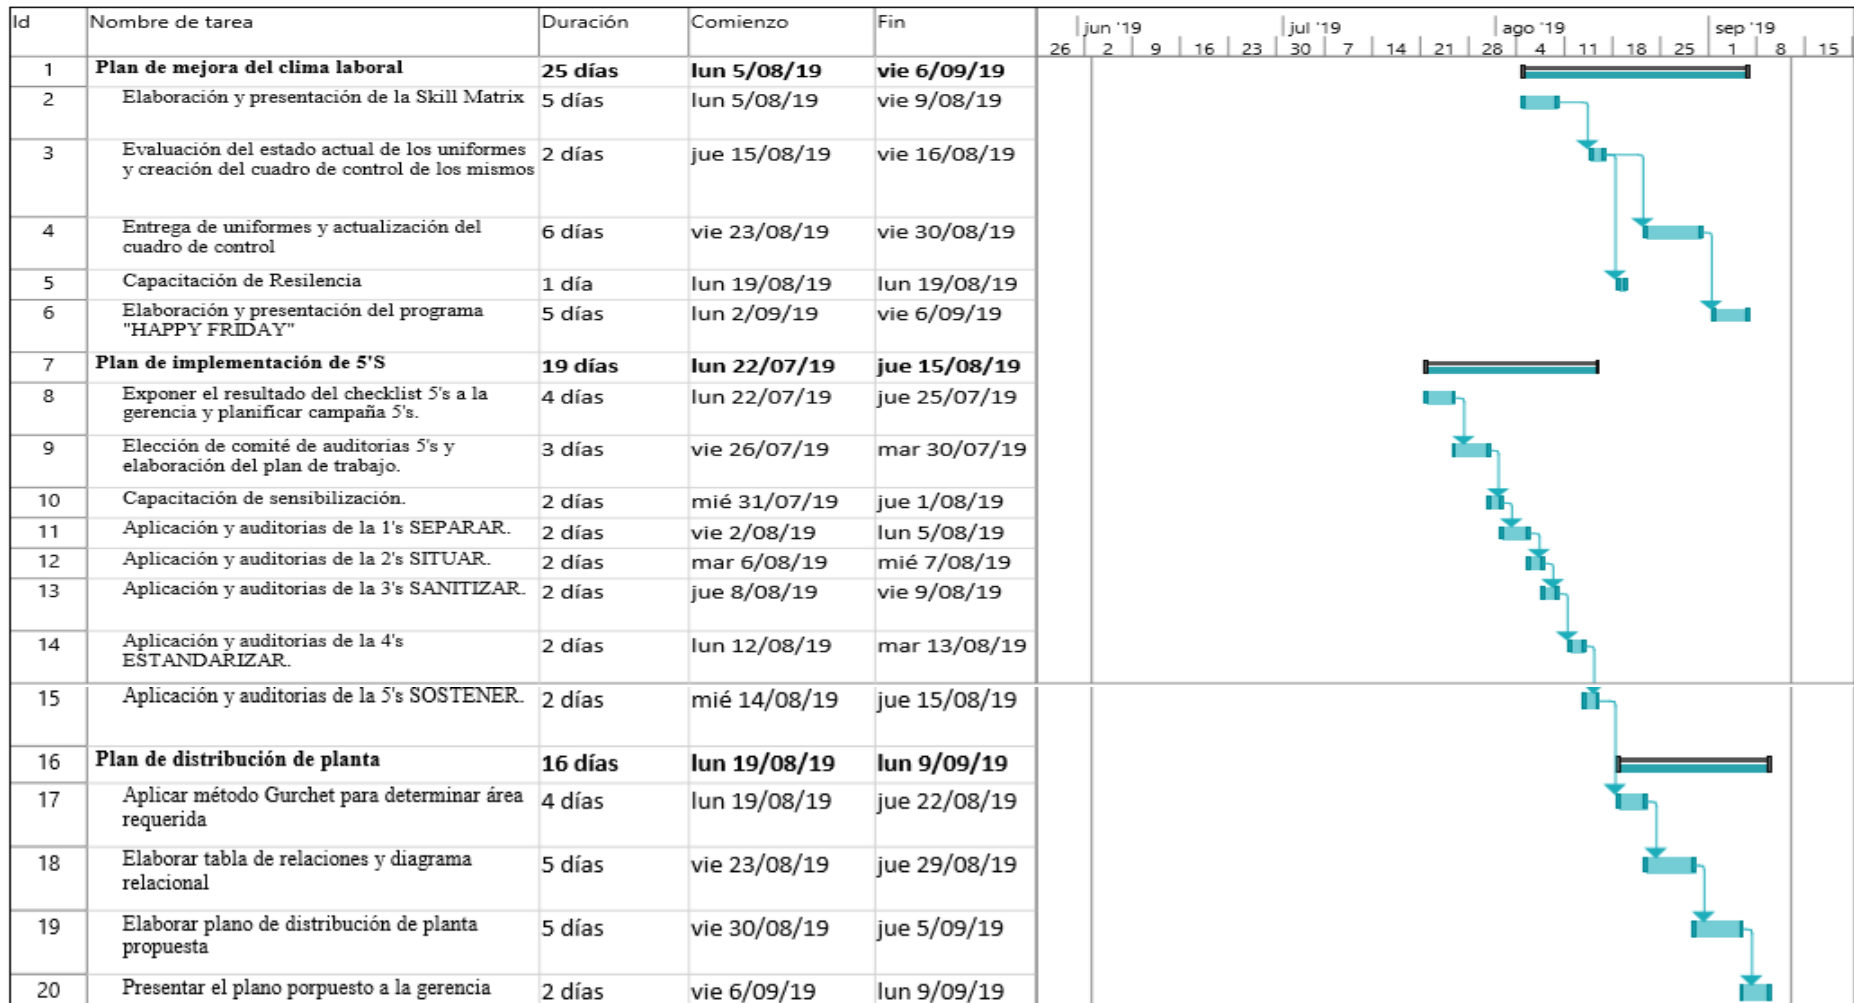 Id Nombre de tarea Duración Comienzo Fin
jun '19 jul '19 ago '19 sep '19
26 2 9 16 23 30 7 14 21 28 4 11 18 25 1 8 15
1 Plan de mejora del clima laboral 25 días lun 5/08/19 vie 6/09/19
2 Elaboración y presentación de la Skill Matrix 5 días lun 5/08/19 vie 9/08/19
3 Evaluación del estado actual de los uniformes 2 días jue 15/08/19 vie 16/08/19
y creación del cuadro de control de los mismos
4 Entrega de uniformes y actualización del 6 días vie 23/08/19 vie 30/08/19
cuadro de control
5 Capacitación de Resilencia 1 día lun 19/08/19 lun 19/08/19
6 Elaboración y presentación del programa 5 días lun 2/09/19 vie 6/09/19
"HAPPY FRIDAY"
7 Plan de implementación de 5'S 19 días lun 22/07/19 jue 15/08/19
8 Exponer el resultado del checklist 5's a la 4 días lun 22/07/19 jue 25/07/19
gerencia y planificar campaña 5's.
9 Elección de comité de auditorias 5's y 3 días vie 26/07/19 mar 30/07/19
elaboración del plan de trabajo.
10 Capacitación de sensibilización. 2 días mié 31/07/19 jue 1/08/19
11 Aplicación y auditorias de la 1's SEPARAR. 2 días vie 2/08/19 lun 5/08/19
12 Aplicación y auditorias de la 2's SITUAR. 2 días mar 6/08/19 mié 7/08/19
13 Aplicación y auditorias de la 3's SANITIZAR. 2 días jue 8/08/19 vie 9/08/19
14 Aplicación y auditorias de la 4's 2 días lun 12/08/19 mar 13/08/19
ESTANDARIZAR.
15 Aplicación y auditorias de la 5's SOSTENER. 2 días mié 14/08/19 jue 15/08/19
16 Plan de distribución de planta 16 días lun 19/08/19 lun 9/09/19
17 Aplicar método Gurchet para determinar área 4 días lun 19/08/19 jue 22/08/19
requerida
18 Elaborar tabla de relaciones y diagrama 5 días vie 23/08/19 jue 29/08/19
relacional
19 Elaborar plano de distribución de planta 5 días vie 30/08/19 jue 5/09/19
propuesta
20 Presentar el plano porpuesto a la gerencia 2 días vie 6/09/19 lun 9/09/19